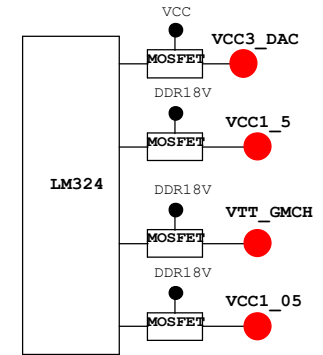 VCC
VCC3_DAC
MOSFET
DDR18V
VCC1_5
MOSFET
LM324
DDR18V
VTT_GMCH
MOSFET
DDR18V
VCC1_05
MOSFET